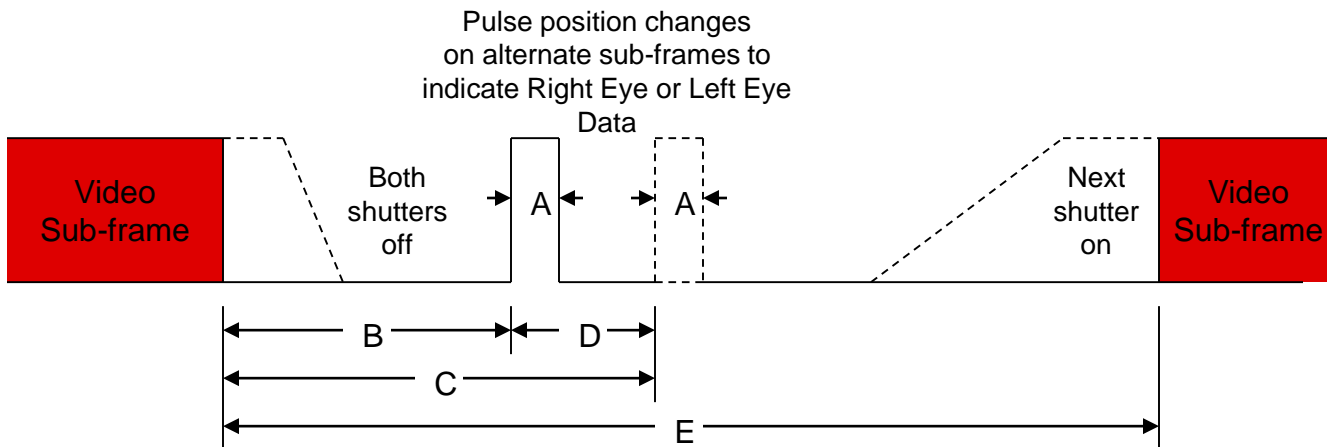 Pulse position changes
on alternate sub-frames to
indicate Right Eye or Left Eye
Data
Video
Sub-frame
Both
shutters
off
A
A
Next
shutter
on
Video
Sub-frame
B
D
C
E